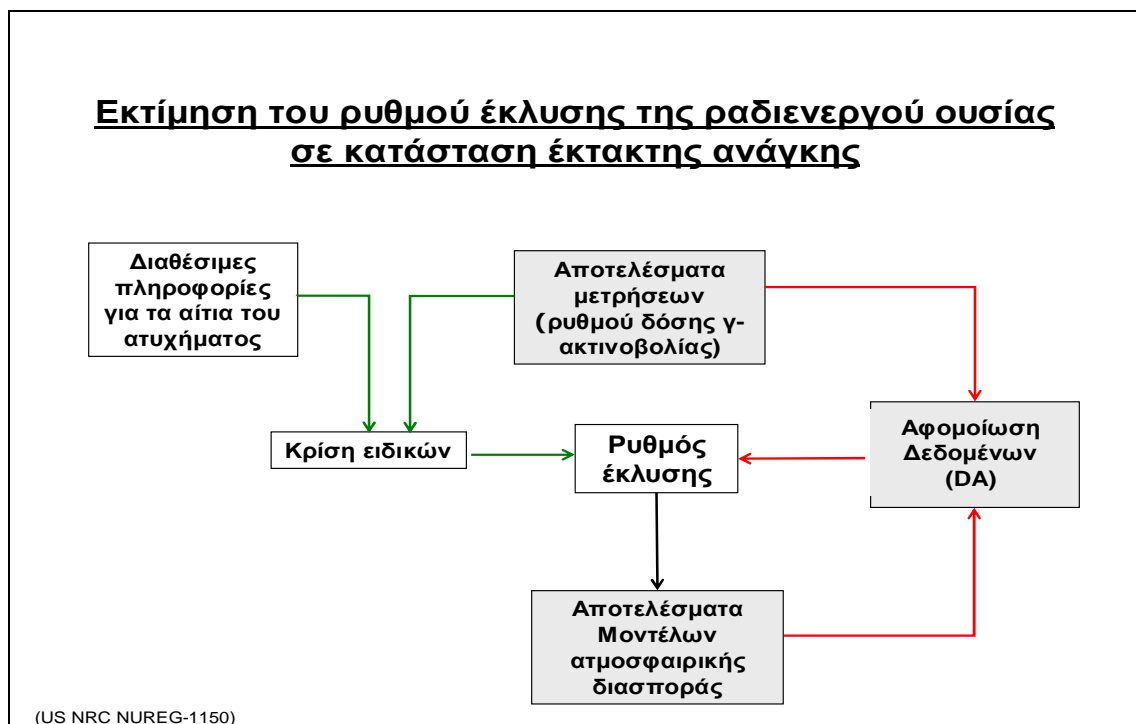 Εκτίμηση του ρυθμού έκλυσης της ραδιενεργού ουσίας
σε κατάσταση έκτακτης ανάγκης
Διαθέσιμες
πληροφορίες
για τα αίτια του
ατυχήματος
Αποτελέσματα
μετρήσεων
(ρυθμού δόσης γ-
ακτινοβολίας)
Κρίση ειδικών
Ρυθμός
έκλυσης
Αφομοίωση
Δεδομένων
(DA)
Αποτελέσματα
Μοντέλων
ατμοσφαιρικής
διασποράς
(US NRC NUREG-1150)